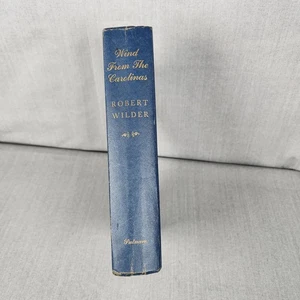 Wind
From The
Carolinas
ROBERT
WILDER
Putnam